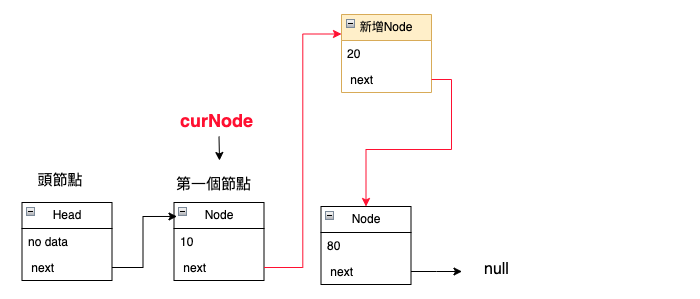 新增Node
20
next
curNode
頭節點
第一個節點
Head
no data
next
Node
10
next
Node
80
next
null